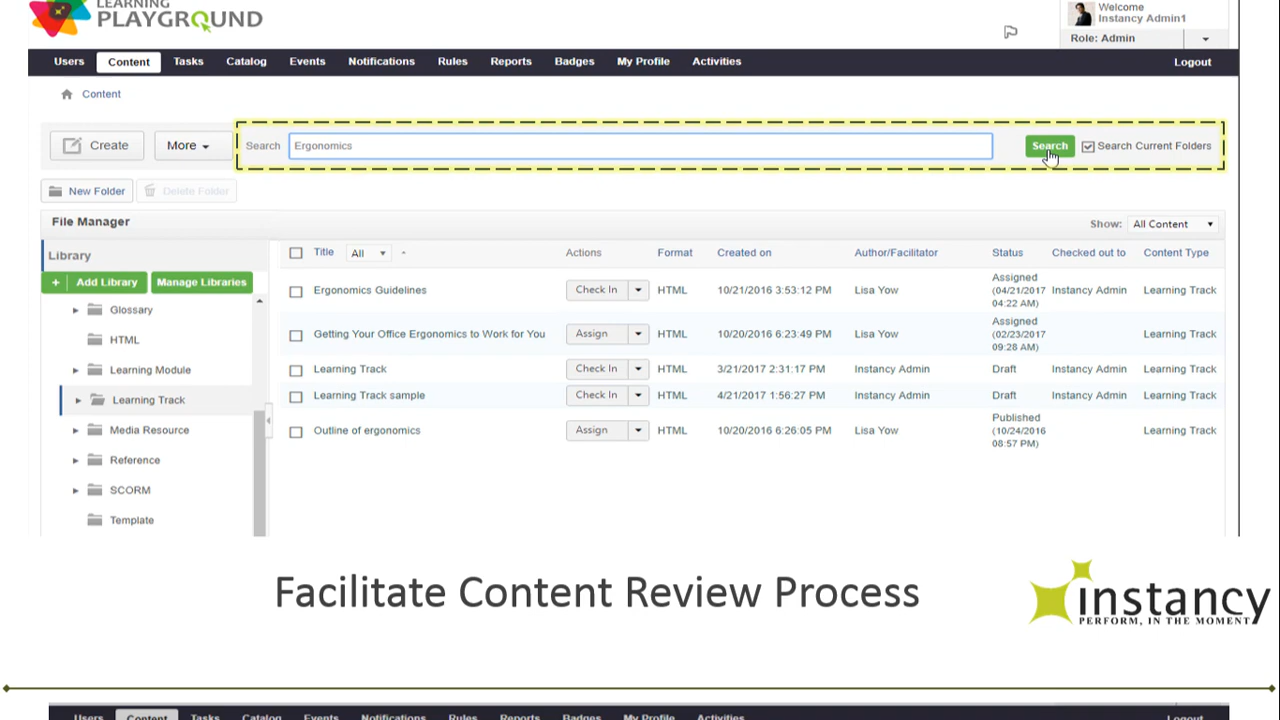 LEARNING
PLAYGROUND
Welcome
Instancy Admin1
Role: Admin
Users Content Tasks Catalog Events Notifications Rules Reports Badges My Profile Activities Logout
Content
Create More Search Ergonomics Search Search Current Folders
New Folder Delete Folder
File Manager Show: All Content
Library Title All Actions Format Created on Author/Facilitator Status Checked out to Content Type
+ Add Library Manage Libraries
Glossary
HTML
Learning Module
Learning Track
Media Resource
Reference
SCORM
Template
Ergonomics Guidelines Check In HTML 10/21/2016 3:53:12 PM Lisa Yow Assigned (04/21/2017 04:22 AM) Instancy Admin Learning Track
Getting Your Office Ergonomics to Work for You Assign HTML 10/20/2016 6:23:49 PM Lisa Yow Assigned (02/23/2017 09:28 AM) Learning Track
Learning Track Check In HTML 3/21/2017 2:31:17 PM Instancy Admin Draft Instancy Admin Learning Track
Learning Track sample Check In HTML 4/21/2017 1:56:27 PM Instancy Admin Draft Instancy Admin Learning Track
Outline of ergonomics Assign HTML 10/20/2016 6:26:05 PM Lisa Yow Published (10/24/2016 08:57 PM) Learning Track
Facilitate Content Review Process
instancy
PERFORM, IN THE MOMENT
Users Content Tasks Catalog Events Notifications Rules Reports Badges My Profile Activities Logout